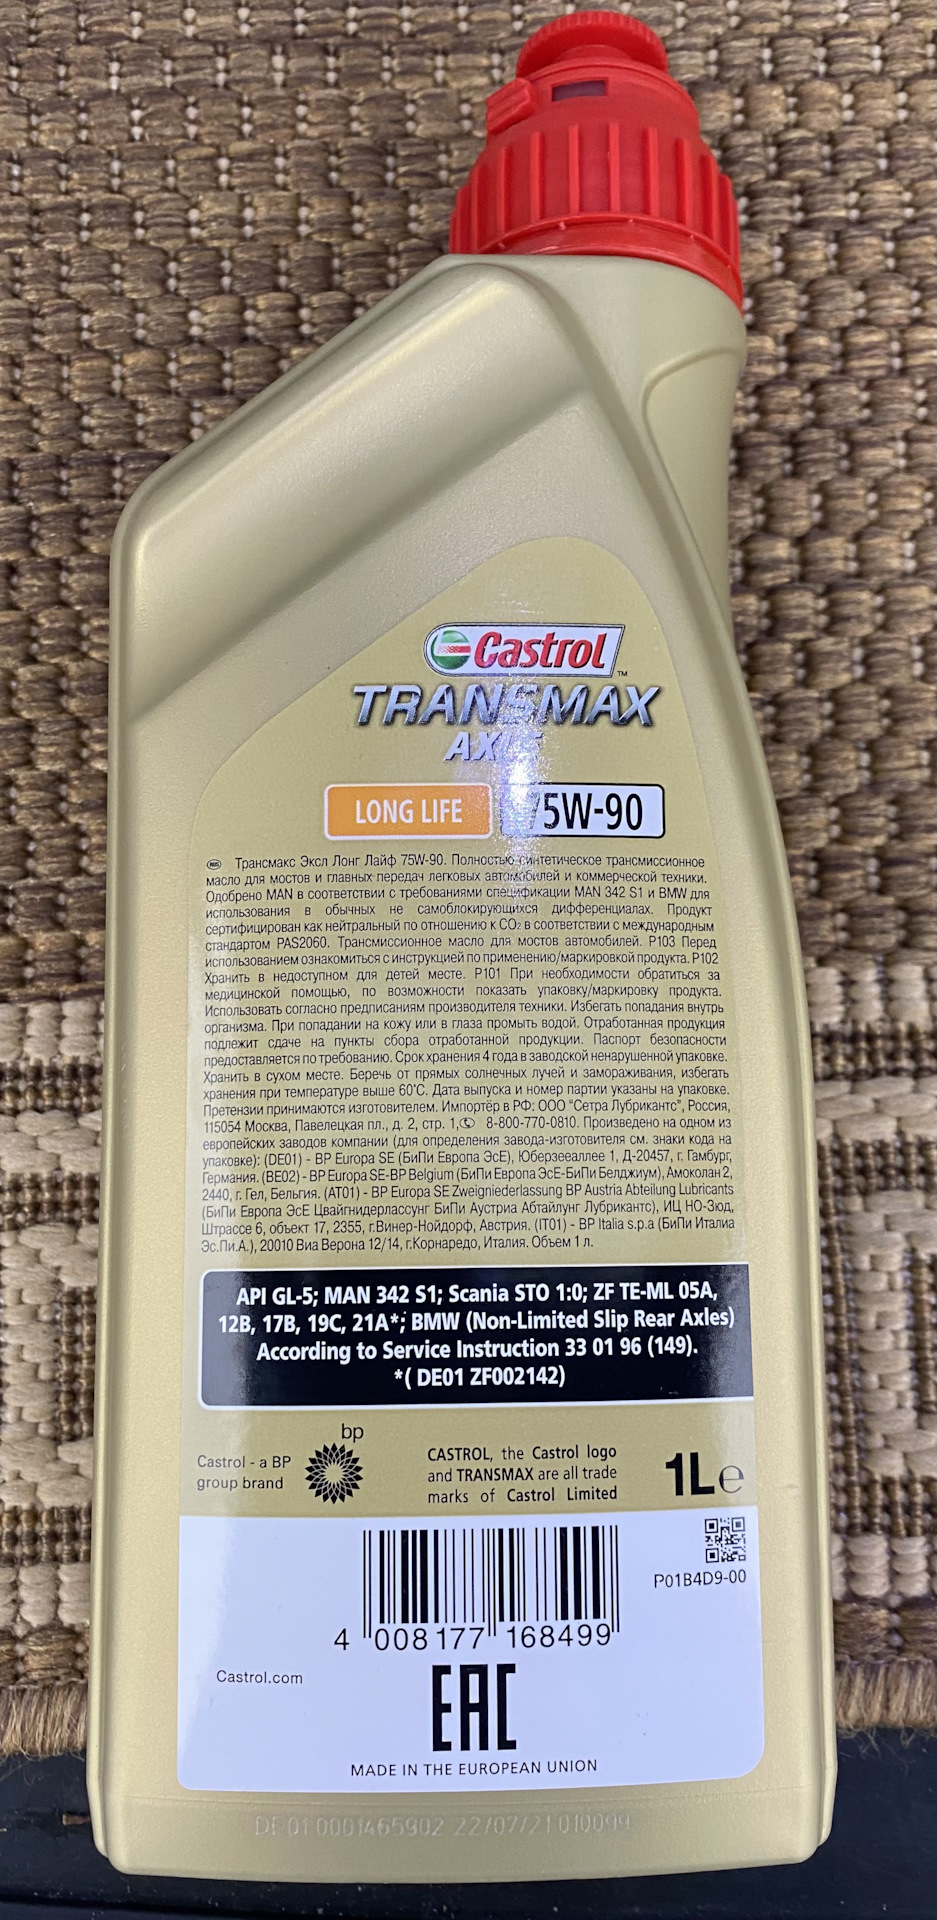 Castrol™
TRANSMAX
AXLE
LONG LIFE 75W-90
RUS Трансмакс Эксл Лонг Лайф 75W-90. Полностью синтетическое трансмиссионное
масло для мостов и главных передач легковых автомобилей и коммерческой техники.
Одобрено MAN в соответствии с требованиями спецификации MAN 342 S1 и BMW для
использования в обычных не самоблокирующихся дифференциалах. Продукт
сертифицирован как нейтральный по отношению к CO₂ в соответствии с международным
стандартом PAS2060. Трансмиссионное масло для мостов автомобилей. P103 Перед
использованием ознакомиться с инструкцией по применению/маркировкой продукта. P102
Хранить в недоступном для детей месте. P101 При необходимости обратиться за
медицинской помощью, по возможности показать упаковку/маркировку продукта.
Использовать согласно предписаниям производителя техники. Избегать попадания внутрь
организма. При попадании на кожу или в глаза промыть водой. Отработанная продукция
подлежит сдаче на пункты сбора отработанной продукции. Паспорт безопасности
предоставляется по требованию. Срок хранения 4 года в заводской ненарушенной упаковке.
Хранить в сухом месте. Беречь от прямых солнечных лучей и замораживания, избегать
хранения при температуре выше 60°C. Дата выпуска и номер партии указаны на упаковке.
Претензии принимаются изготовителем. Импортёр в РФ: ООО "Сетра Лубрикантс", Россия,
115054 Москва, Павелецкая пл., д. 2, стр. 1, 8-800-770-0810. Произведено на одном из
европейских заводов компании (для определения завода-изготовителя см. знаки кода на
упаковке): (DE01) - BP Europa SE (БиПи Европа ЭсЕ), Юберзееаллее 1, Д-20457, г. Гамбург,
Германия. (BE02) - BP Europa SE-BP Belgium (БиПи Европа ЭсЕ-БиПи Белджиум), Амоколан 2,
2440, г. Гел, Бельгия. (AT01) - BP Europa SE Zweigniederlassung BP Austria Abteilung Lubricants
(БиПи Европа ЭсЕ Цвайгнидерлассунг БиПи Аустриа Абтайлунг Лубрикантс), ИЦ НО-Зюд,
Штрассе 6, объект 17, 2355, г.Винер-Нойдорф, Австрия. (IT01) - BP Italia s.p.a (БиПи Италиа
Эс.Пи.А.), 20010 Виа Верона 12/14, г.Корнаредо, Италия. Объем 1 л.
API GL-5; MAN 342 S1; Scania STO 1:0; ZF TE-ML 05A,
12B, 17B, 19C, 21A*; BMW (Non-Limited Slip Rear Axles)
According to Service Instruction 33 01 96 (149).
*( DE01 ZF002142)
bp
Castrol - a BP
group brand
CASTROL, the Castrol logo
and TRANSMAX are all trade
marks of Castrol Limited
1L℮
P01B4D9-00
4 008177 168499
Castrol.com
EAC
MADE IN THE EUROPEAN UNION
DE 01 0001465902 22/07/21 010099